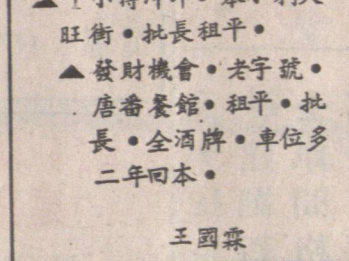 旺街•批長租平•
▲發財機會•老字號•
唐番餐館•租平•批
長•全酒牌•車位多
二年回本•
王國霖